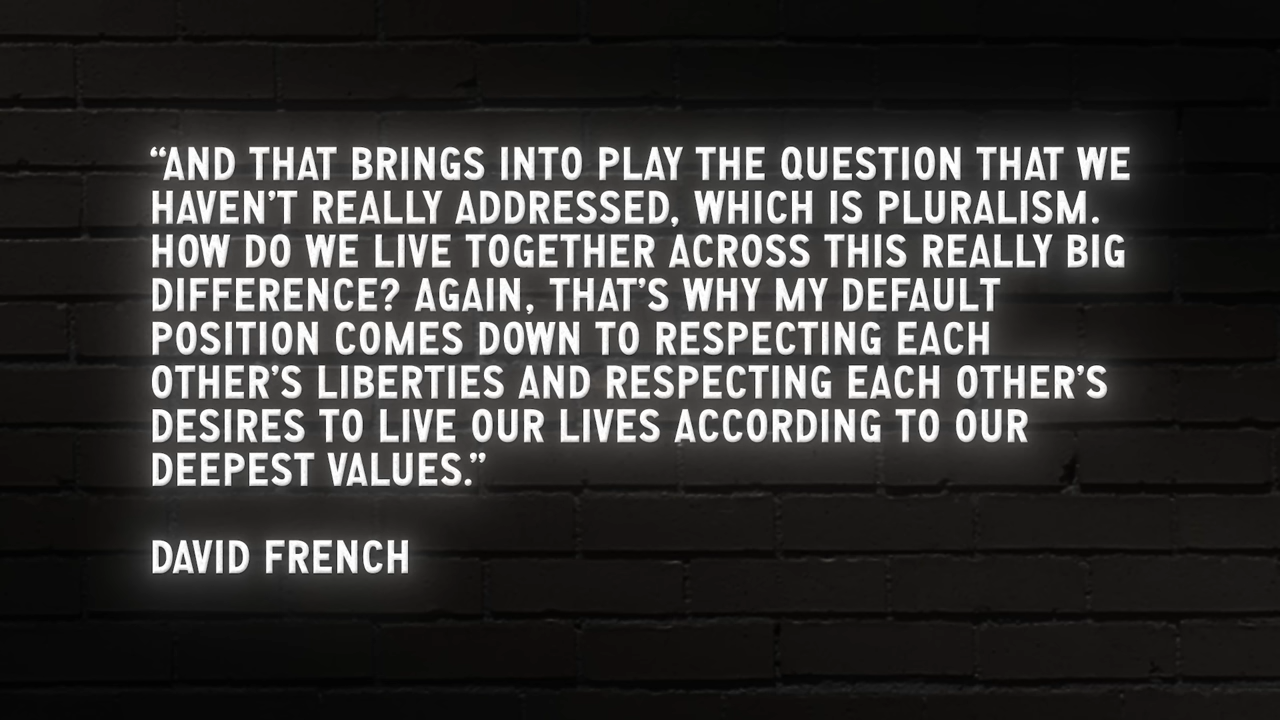 “AND THAT BRINGS INTO PLAY THE QUESTION THAT WE
HAVEN’T REALLY ADDRESSED, WHICH IS PLURALISM.
HOW DO WE LIVE TOGETHER ACROSS THIS REALLY BIG
DIFFERENCE? AGAIN, THAT’S WHY MY DEFAULT
POSITION COMES DOWN TO RESPECTING EACH
OTHER’S LIBERTIES AND RESPECTING EACH OTHER’S
DESIRES TO LIVE OUR LIVES ACCORDING TO OUR
DEEPEST VALUES.”
DAVID FRENCH